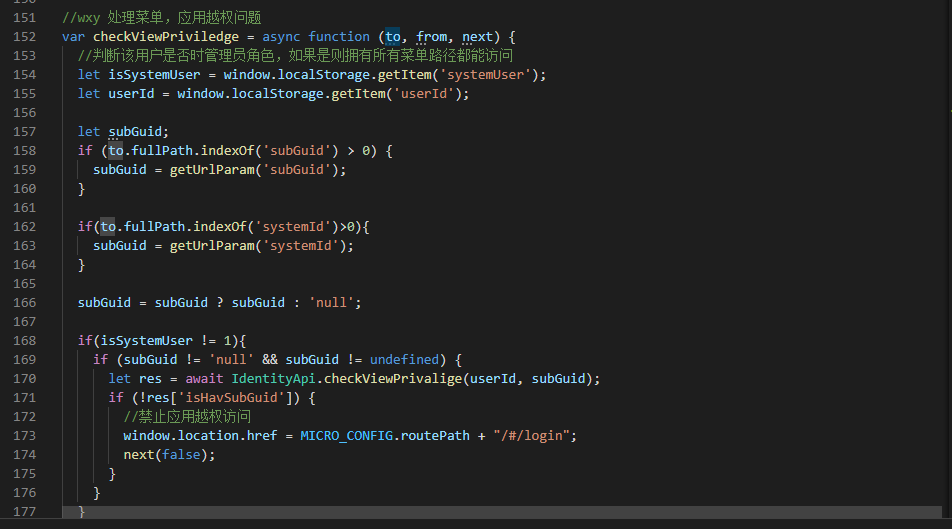 151 //wxy 处理菜单，应用越权问题
152 var checkViewPriviledge = async function (to, from, next) {
153 //判断该用户是否时管理员角色，如果是则拥有所有菜单路径都能访问
154 let isSystemUser = window.localStorage.getItem('systemUser');
155 let userId = window.localStorage.getItem('userId');
156
157 let subGuid;
158 if (to.fullPath.indexOf('subGuid') > 0) {
159 subGuid = getUrlParam('subGuid');
160 }
161
162 if(to.fullPath.indexOf('systemId')>0){
163 subGuid = getUrlParam('systemId');
164 }
165
166 subGuid = subGuid ? subGuid : 'null';
167
168 if(isSystemUser != 1){
169 if (subGuid != 'null' && subGuid != undefined) {
170 let res = await IdentityApi.checkViewPrivalige(userId, subGuid);
171 if (!res['isHavSubGuid']) {
172 //禁止应用越权访问
173 window.location.href = MICRO_CONFIG.routePath + "/#/login";
174 next(false);
175 }
176 }
177 }